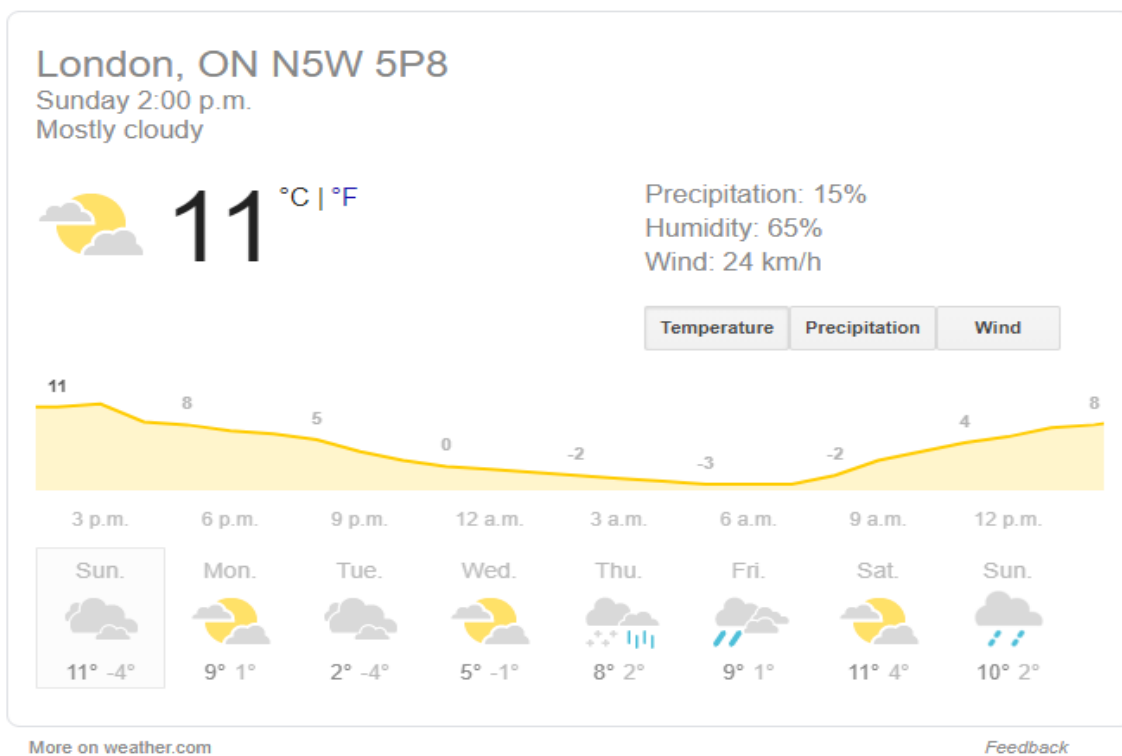 London, ON N5W 5P8
Sunday 2:00 p.m.
Mostly cloudy
11 °C | °F
Precipitation: 15%
Humidity: 65%
Wind: 24 km/h
Temperature Precipitation Wind
11 8 5 0 -2 -3 -2 4 8
3 p.m. 6 p.m. 9 p.m. 12 a.m. 3 a.m. 6 a.m. 9 a.m. 12 p.m.
Sun. Mon. Tue. Wed. Thu. Fri. Sat. Sun.
11° -4° 9° 1° 2° -4° 5° -1° 8° 2° 9° 1° 11° 4° 10° 2°
More on weather.com Feedback